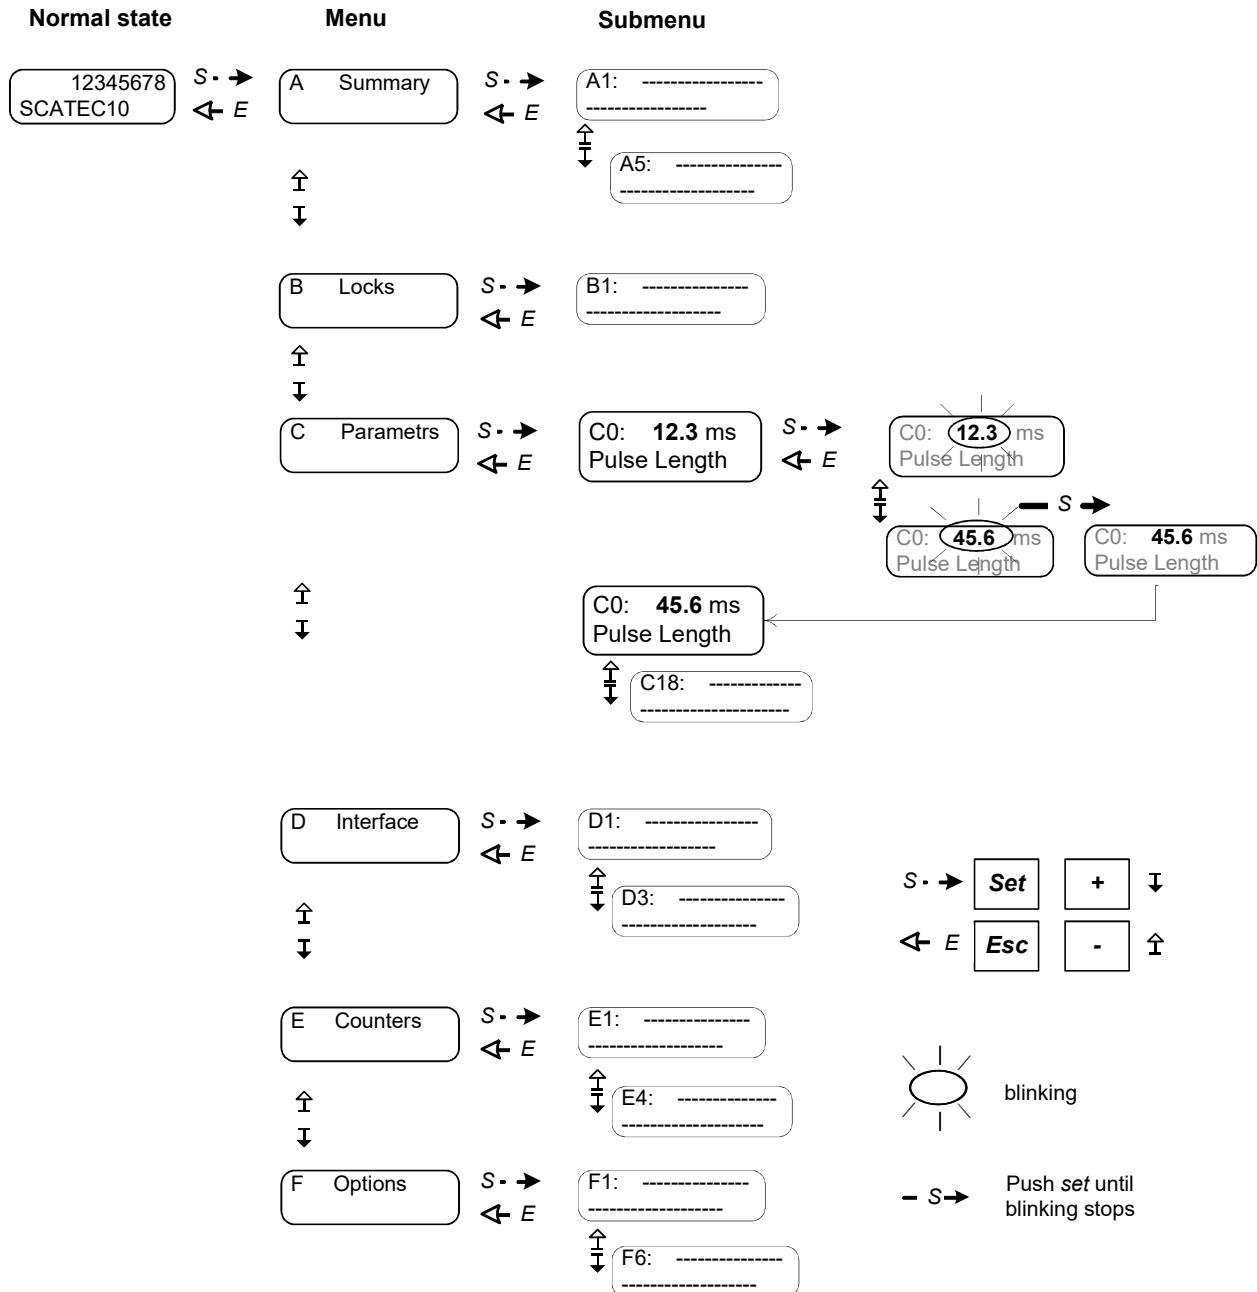 Normal state
Menu
Submenu
12345678
SCATEC10
S
E
A Summary
S
E
A1: -----------------
-----------------
A5: ---------------
-------------------
B Locks
S
E
B1: ---------------
-------------------
C Parametrs
S
E
C0: 12.3 ms
Pulse Length
S
E
C0: 12.3 ms
Pulse Length
C0: 45.6 ms
Pulse Length
S
C0: 45.6 ms
Pulse Length
C0: 45.6 ms
Pulse Length
C18: -------------
---------------------
D Interface
S
E
D1: ----------------
------------------
D3: ---------------
-------------------
S
Set
+
E
Esc
-
E Counters
S
E
E1: ---------------
-------------------
E4: --------------
--------------------
blinking
F Options
S
E
F1: ---------------
-------------------
F6: ---------------
-------------------
S
Push set until
blinking stops